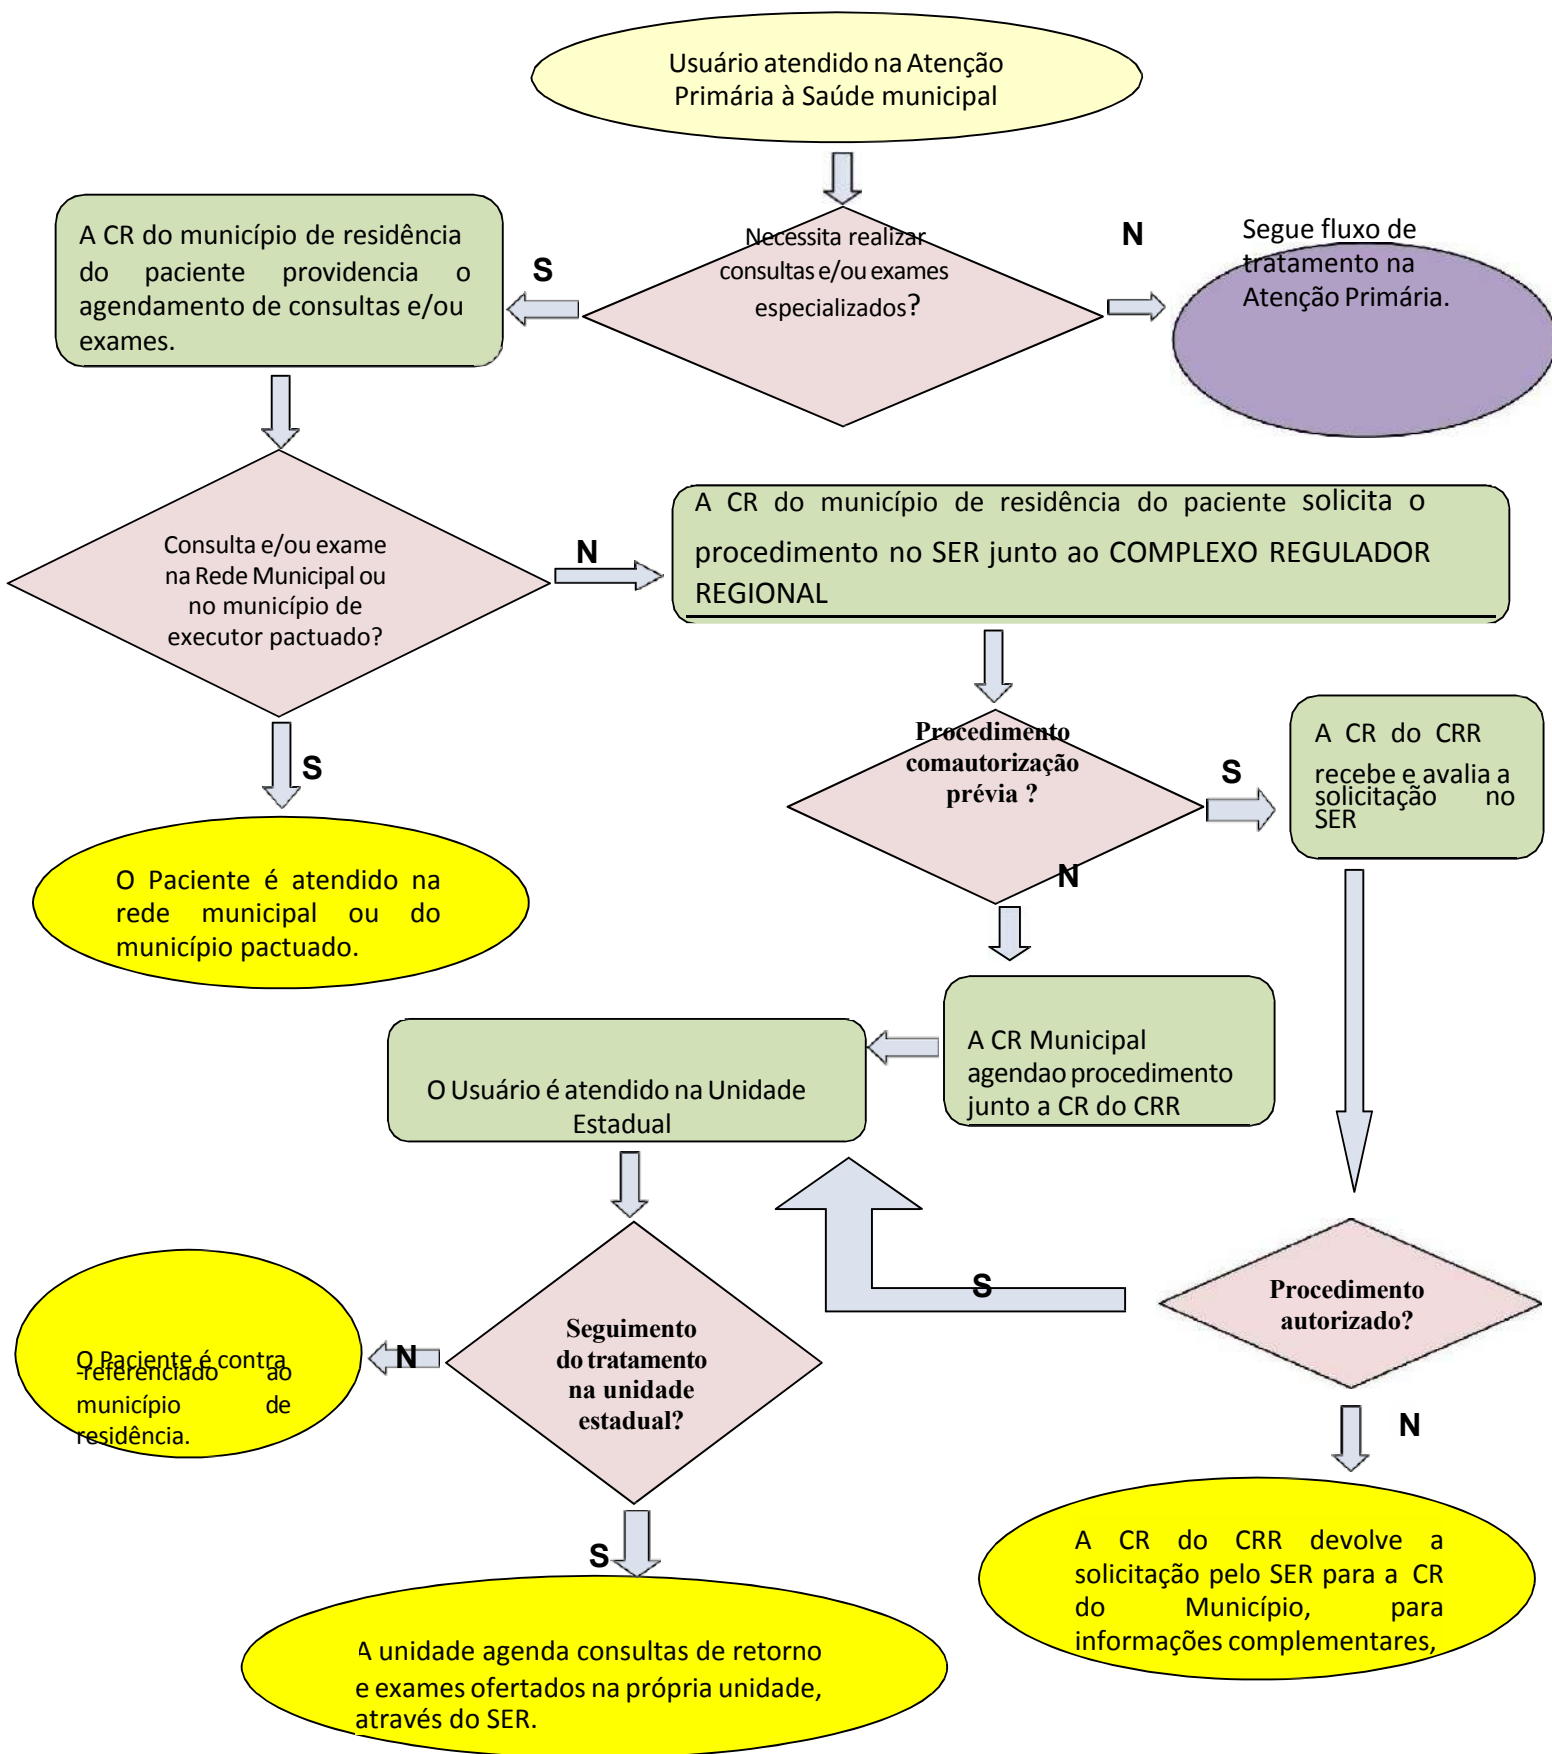 Usuário atendido na Atenção
Primária à Saúde municipal
A CR do município de residência
do paciente providencia o
agendamento de consultas e/ou
exames.
S
Necessita realizar
consultas e/ou exames
especializados?
N
Segue fluxo de
tratamento na
Atenção Primária.
Consulta e/ou exame
na Rede Municipal ou
no município de
executor pactuado?
N
A CR do município de residência do paciente solicita o
procedimento no SER junto ao COMPLEXO REGULADOR
REGIONAL
S
Procedimento
comautorização
prévia ?
S
A CR do CRR
recebe e avalia a
solicitação no
SER
N
O Paciente é atendido na
rede municipal ou do
município pactuado.
A CR Municipal
agendao procedimento
junto a CR do CRR
O Usuário é atendido na Unidade
Estadual
S
Procedimento
autorizado?
Seguimento
do tratamento
na unidade
estadual?
N
O Paciente é contra
-referenciado ao
município de
residência.
N
S
A CR do CRR devolve a
solicitação pelo SER para a CR
do Município, para
informações complementares,
A unidade agenda consultas de retorno
e exames ofertados na própria unidade,
através do SER.